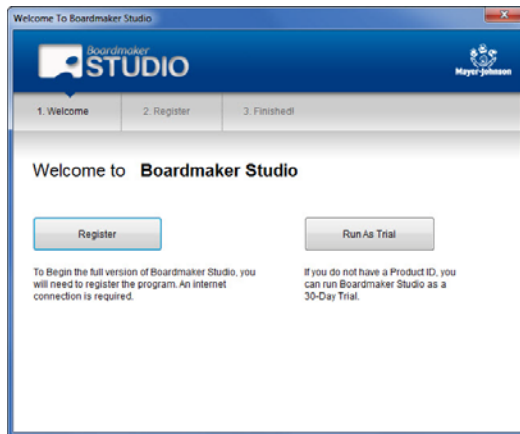 Welcome To Boardmaker Studio
Boardmaker
STUDIO
Mayer-Johnson
1. Welcome
2. Register
3. Finished!
Welcome to Boardmaker Studio
Register
Run As Trial
To Begin the full version of Boardmaker Studio, you
will need to register the program. An internet
connection is required.
If you do not have a Product ID, you
can run Boardmaker Studio as a
30-Day Trial.